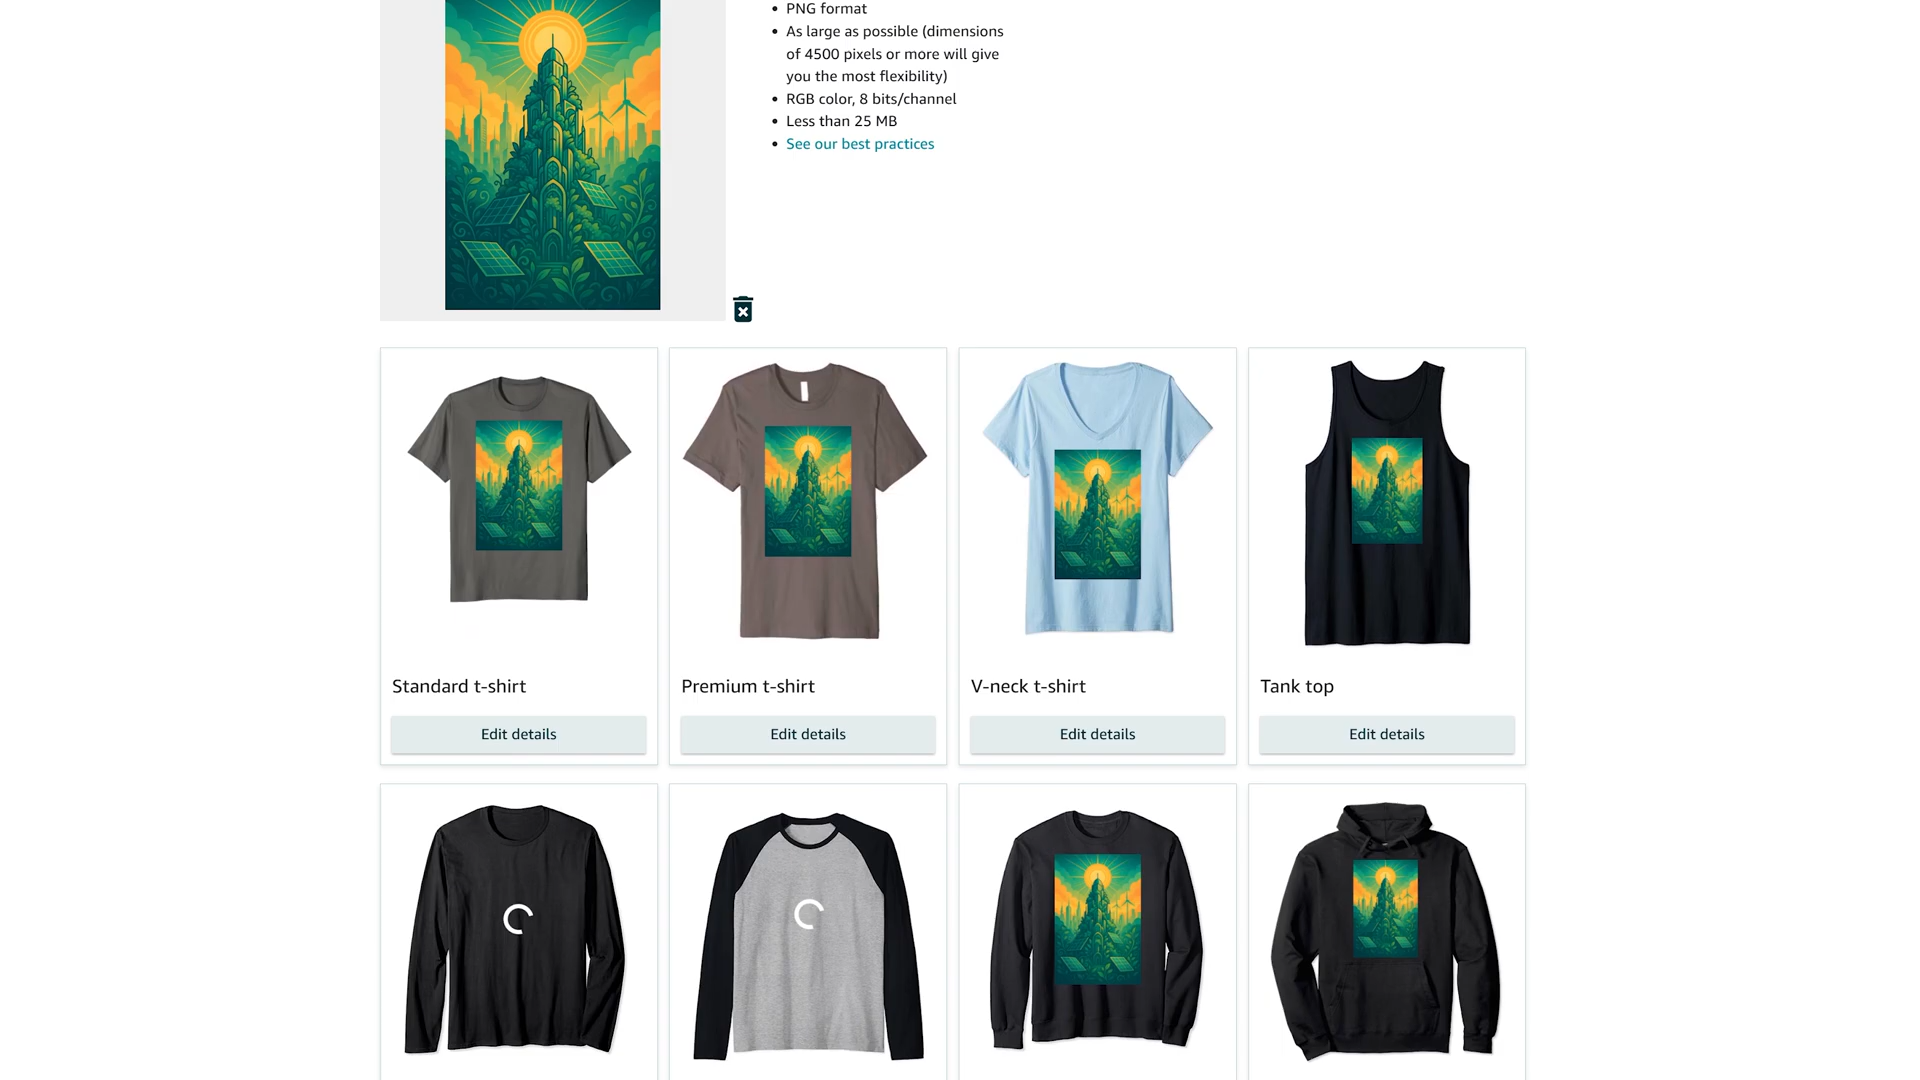 PNG format
As large as possible (dimensions
of 4500 pixels or more will give
you the most flexibility)
RGB color, 8 bits/channel
Less than 25 MB
See our best practices
Standard t-shirt
Premium t-shirt
V-neck t-shirt
Tank top
Edit details
Edit details
Edit details
Edit details